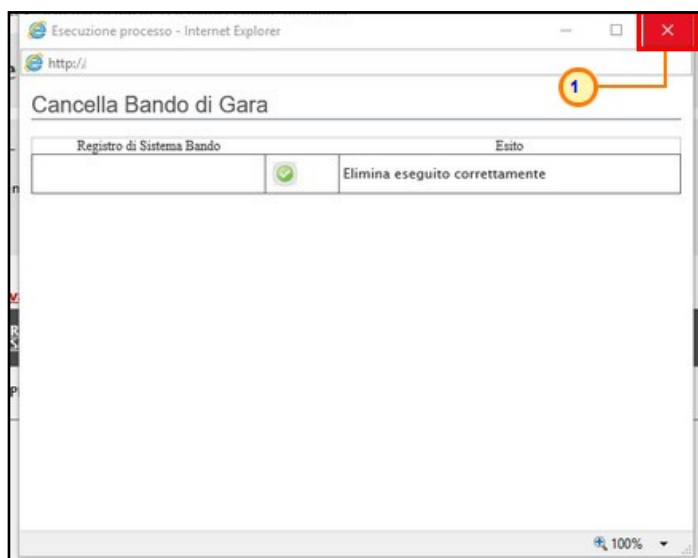 Esecuzione processo - Internet Explorer
http://
1
Cancella Bando di Gara
Registro di Sistema Bando Esito
Elimina eseguito correttamente
100%